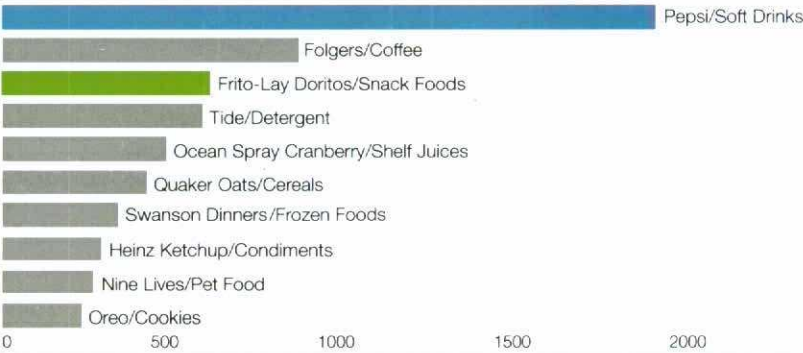 Pepsi/Soft Drinks
Folgers/Coffee
Frito-Lay Doritos/Snack Foods
Tide/Detergent
Ocean Spray Cranberry/Shelf Juices
Quaker Oats/Cereals
Swanson Dinners/Frozen Foods
Heinz Ketchup/Condiments
Nine Lives/Pet Food
Oreo/Cookies
0 500 1000 1500 2000